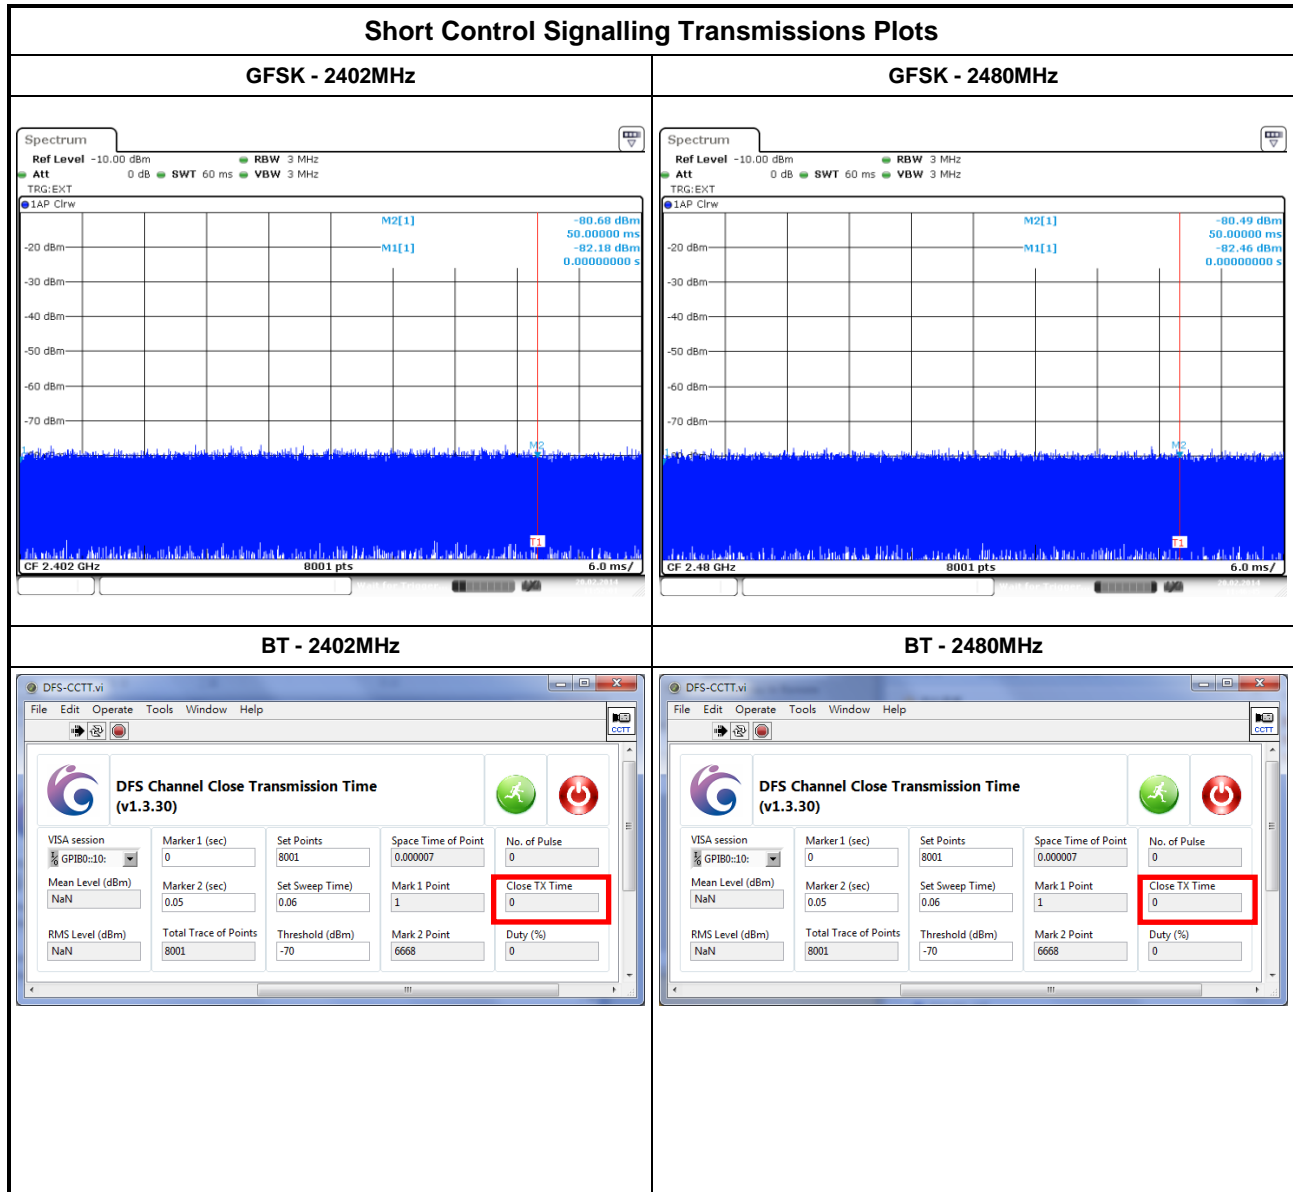 Short Control Signalling Transmissions Plots
GFSK - 2402MHz
GFSK - 2480MHz
Spectrum
Ref Level -10.00 dBm RBW 3 MHz
Att 0 dB SWT 60 ms VBW 3 MHz
TRG:EXT
1AP Clrw
M2[1] -80.68 dBm
50.00000 ms
-20 dBm M1[1] -82.18 dBm
0.00000000 s
-30 dBm
-40 dBm
-50 dBm
-60 dBm
-70 dBm
M2
T1
CF 2.402 GHz 8001 pts 6.0 ms/
Spectrum
Ref Level -10.00 dBm RBW 3 MHz
Att 0 dB SWT 60 ms VBW 3 MHz
TRG:EXT
1AP Clrw
M2[1] -80.49 dBm
50.00000 ms
-20 dBm M1[1] -82.46 dBm
0.00000000 s
-30 dBm
-40 dBm
-50 dBm
-60 dBm
-70 dBm
M2
T1
CF 2.48 GHz 8001 pts 6.0 ms/
BT - 2402MHz
BT - 2480MHz
DFS-CCTT.vi
File Edit Operate Tools Window Help
CCTT
DFS Channel Close Transmission Time
(v1.3.30)
VISA session Marker 1 (sec) Set Points Space Time of Point No. of Pulse
GPIB0::10: 0 8001 0.000007 0
Mean Level (dBm) Marker 2 (sec) Set Sweep Time) Mark 1 Point Close TX Time
NaN 0.05 0.06 1 0
RMS Level (dBm) Total Trace of Points Threshold (dBm) Mark 2 Point Duty (%)
NaN 8001 -70 6668 0
DFS-CCTT.vi
File Edit Operate Tools Window Help
CCTT
DFS Channel Close Transmission Time
(v1.3.30)
VISA session Marker 1 (sec) Set Points Space Time of Point No. of Pulse
GPIB0::10: 0 8001 0.000007 0
Mean Level (dBm) Marker 2 (sec) Set Sweep Time) Mark 1 Point Close TX Time
NaN 0.05 0.06 1 0
RMS Level (dBm) Total Trace of Points Threshold (dBm) Mark 2 Point Duty (%)
NaN 8001 -70 6668 0